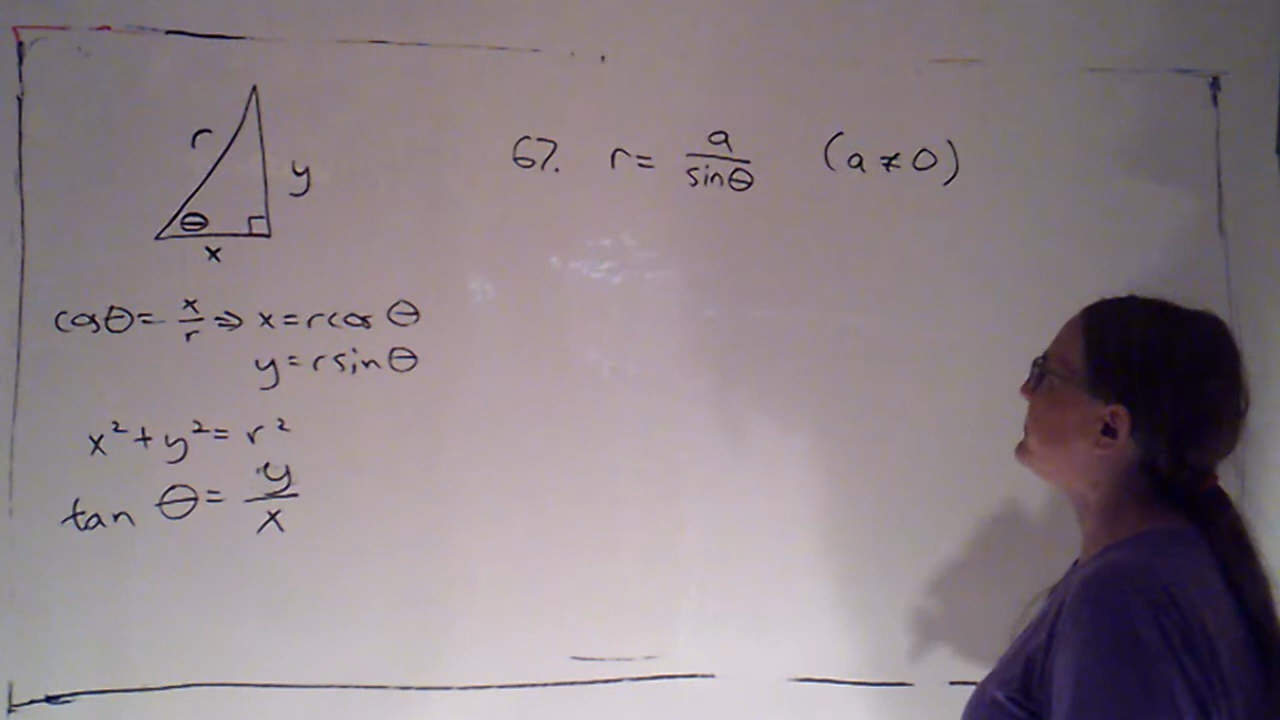 r
y
θ
x
cosθ = x/r ⇒ x = r cos θ
y = r sin θ
x² + y² = r²
tan θ = y/x
67. r = a/sinθ (a ≠ 0)